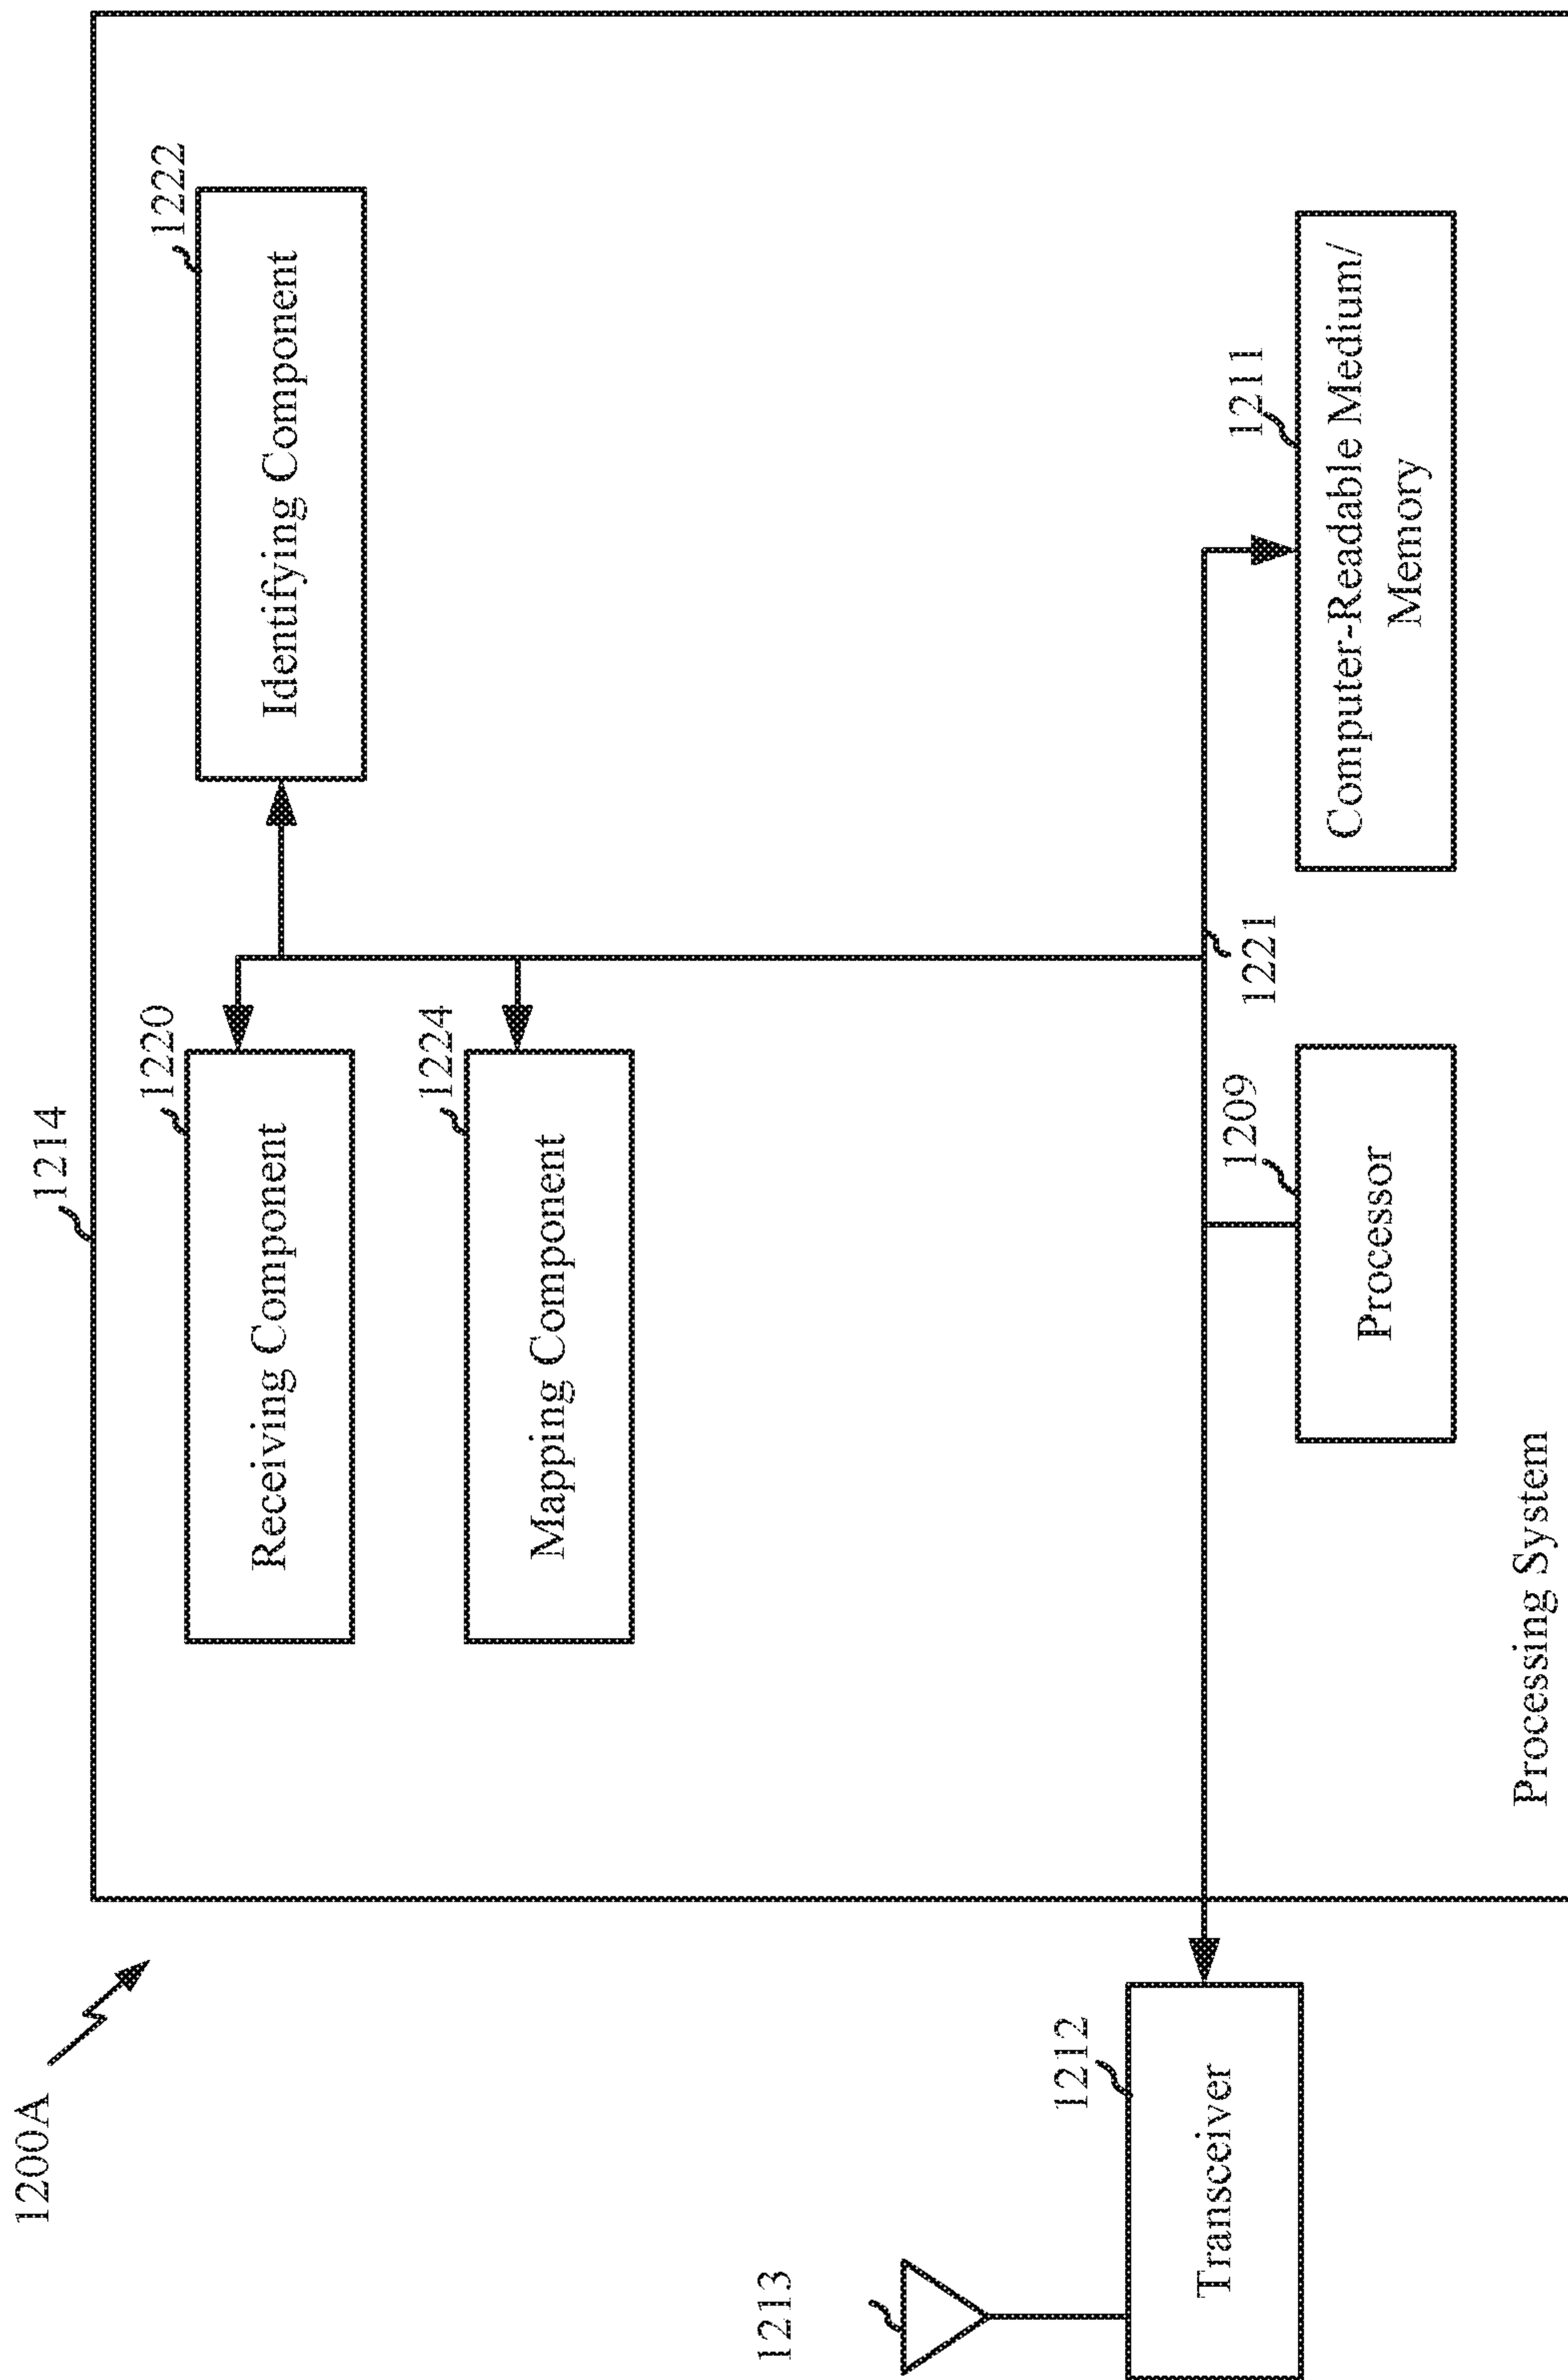 1200A
1214
1220
Receiving Component
1222
Identifying Component
1224
Mapping Component
1213
1212
Transceiver
1221
1209
Processor
1211
Computer-Readable Medium/
Memory
Processing System